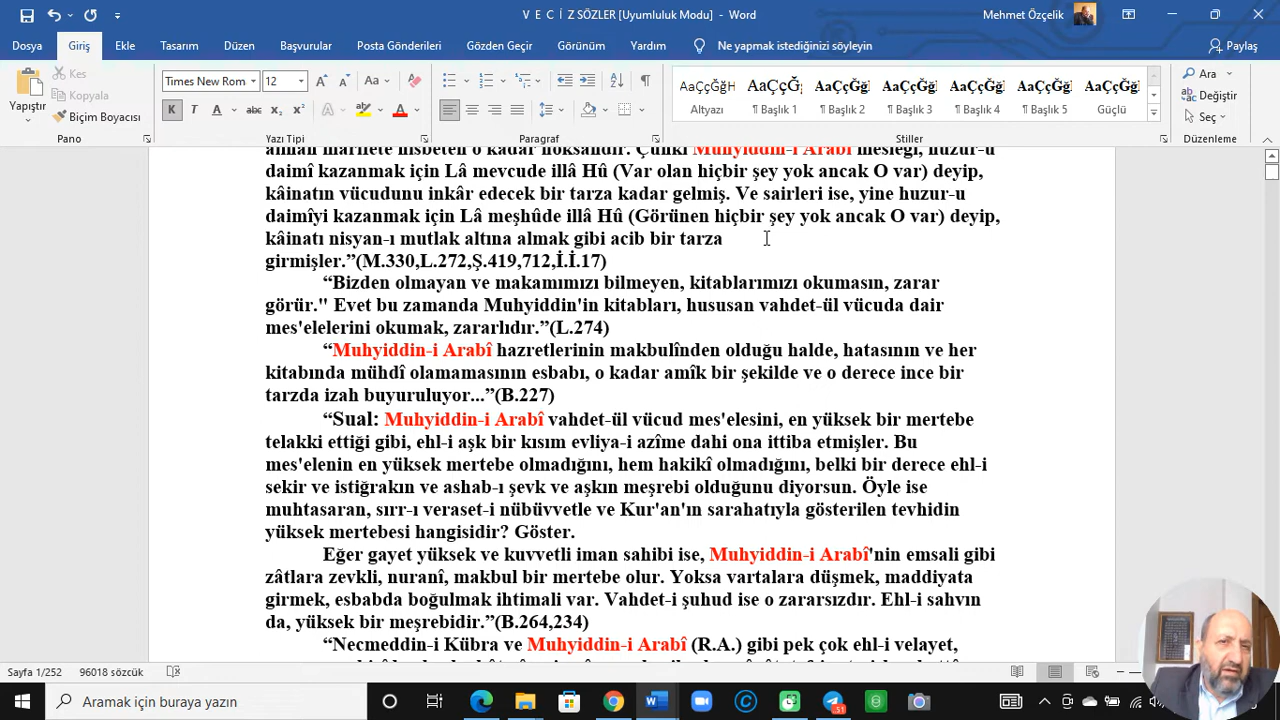 V E C İ Z SÖZLER [Uyumluluk Modu] - Word
Mehmet Özçelik
Dosya Giriş Ekle Tasarım Düzen Başvurular Posta Gönderileri Gözden Geçir Görünüm Yardım Ne yapmak istediğinizi söyleyin Paylaş
Yapıştır
Kes
Kopyala
Biçim Boyacısı
Times New Rom 12
K T A
AaÇçĞğH AaÇçĞ AaÇçĞğ AaÇçĞğ AaÇçĞğ AaÇçĞğ AaÇçĞğ
Altyazı ¶ Başlık 1 ¶ Başlık 2 ¶ Başlık 3 ¶ Başlık 4 ¶ Başlık 5 Güçlü
Ara
Değiştir
Seç
Pano Yazı Tipi Paragraf Stiller Düzenleme
alınan marifete nisbeten o kadar noksandır. Çünki Muhyiddin-i Arabî mesleği, huzur-u
daimî kazanmak için Lâ mevcude illâ Hû (Var olan hiçbir şey yok ancak O var) deyip,
kâinatın vücudunu inkâr edecek bir tarza kadar gelmiş. Ve sairleri ise, yine huzur-u
daimîyi kazanmak için Lâ meşhûde illâ Hû (Görünen hiçbir şey yok ancak O var) deyip,
kâinatı nisyan-ı mutlak altına almak gibi acib bir tarza
girmişler.”(M.330,L.272,Ş.419,712,İ.İ.17)
“Bizden olmayan ve makamımızı bilmeyen, kitablarımızı okumasın, zarar
görür." Evet bu zamanda Muhyiddin'in kitabları, hususan vahdet-ül vücuda dair
mes'elelerini okumak, zararlıdır.”(L.274)
“Muhyiddin-i Arabî hazretlerinin makbulînden olduğu halde, hatasının ve her
kitabında mühdî olamamasının esbabı, o kadar amîk bir şekilde ve o derece ince bir
tarzda izah buyuruluyor...”(B.227)
“Sual: Muhyiddin-i Arabî vahdet-ül vücud mes'elesini, en yüksek bir mertebe
telakki ettiği gibi, ehl-i aşk bir kısım evliya-i azîme dahi ona ittiba etmişler. Bu
mes'elenin en yüksek mertebe olmadığını, hem hakikî olmadığını, belki bir derece ehl-i
sekir ve istiğrakın ve ashab-ı şevk ve aşkın meşrebi olduğunu diyorsun. Öyle ise
muhtasaran, sırr-ı veraset-i nübüvvetle ve Kur'an'ın sarahatıyla gösterilen tevhidin
yüksek mertebesi hangisidir? Göster.
Eğer gayet yüksek ve kuvvetli iman sahibi ise, Muhyiddin-i Arabî'nin emsali gibi
zâtlara zevkli, nuranî, makbul bir mertebe olur. Yoksa vartalara düşmek, maddiyata
girmek, esbabda boğulmak ihtimali var. Vahdet-i şuhud ise o zararsızdır. Ehl-i sahvın
da, yüksek bir meşrebidir.”(B.264,234)
“Necmeddin-i Kübra ve Muhyiddin-i Arabî (R.A.) gibi pek çok ehl-i velayet,
Sayfa 1/252 96018 sözcük
Aramak için buraya yazın